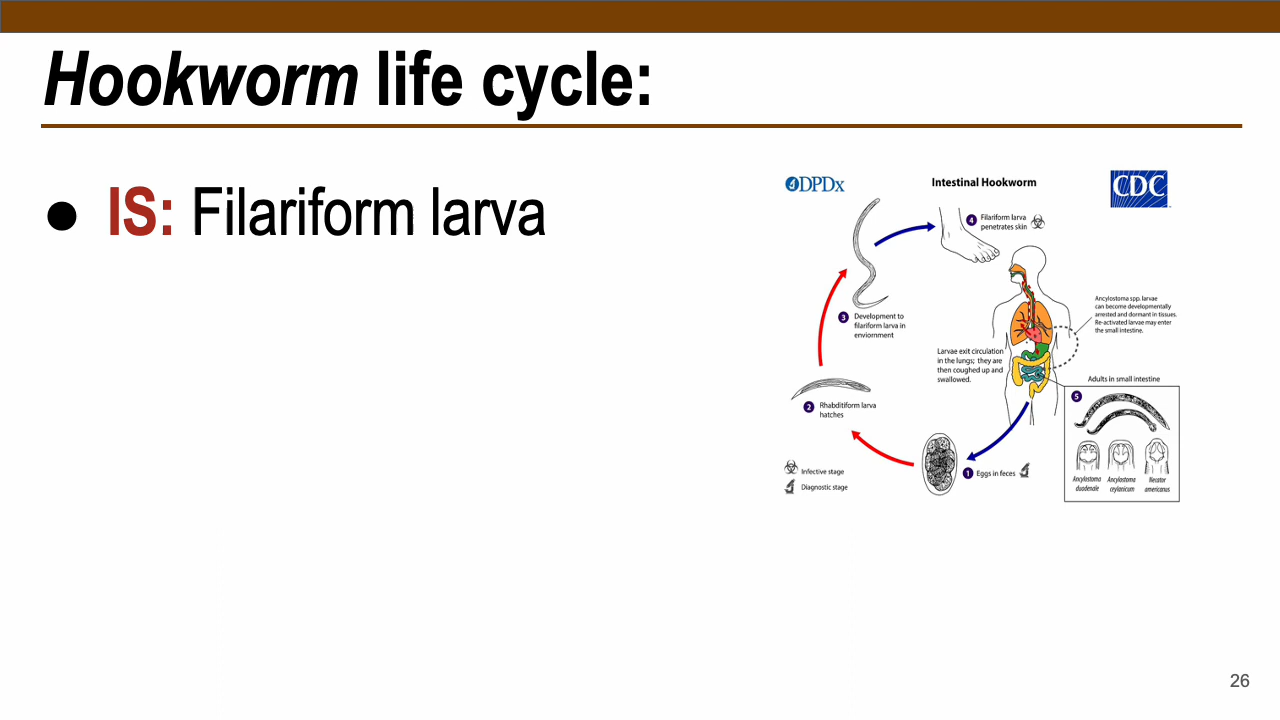 Hookworm life cycle:
● IS: Filariform larva
DPDx
Intestinal Hookworm
CDC
4 Filariform larva
penetrates skin
3 Development to
filariform larva in
enviornment
Ancylostoma spp. larvae
can become developmentally
arrested and dormant in tissues.
Re-activated larvae may enter
the small intestine.
Larvae exit circulation
in the lungs; they are
then coughed up and
swallowed.
Adults in small intestine
5
2 Rhabditiform larva
hatches
1 Eggs in feces
Infective stage
Diagnostic stage
Ancylostoma
duodenale
Ancylostoma
ceylanicum
Necator
americanus
26